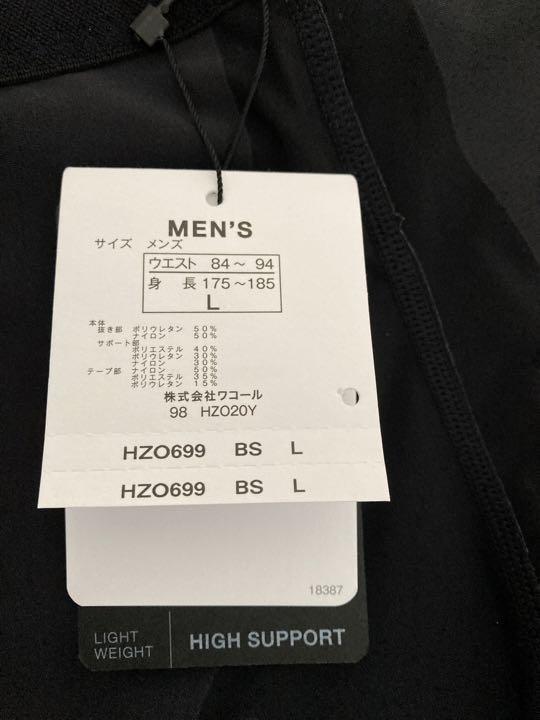 MEN'S
サイズ メンズ
ウエスト 84～94
身長 175～185
L
本体
抜き部 ポリウレタン 50%
ナイロン 50%
サポート部
ポリエステル 40%
ポリウレタン 30%
ナイロン 30%
テープ部 ナイロン 50%
ポリエステル 35%
ポリウレタン 15%
株式会社ワコール
98 HZO20Y
HZO699 BS L
HZO699 BS L
18387
LIGHT
WEIGHT
HIGH SUPPORT